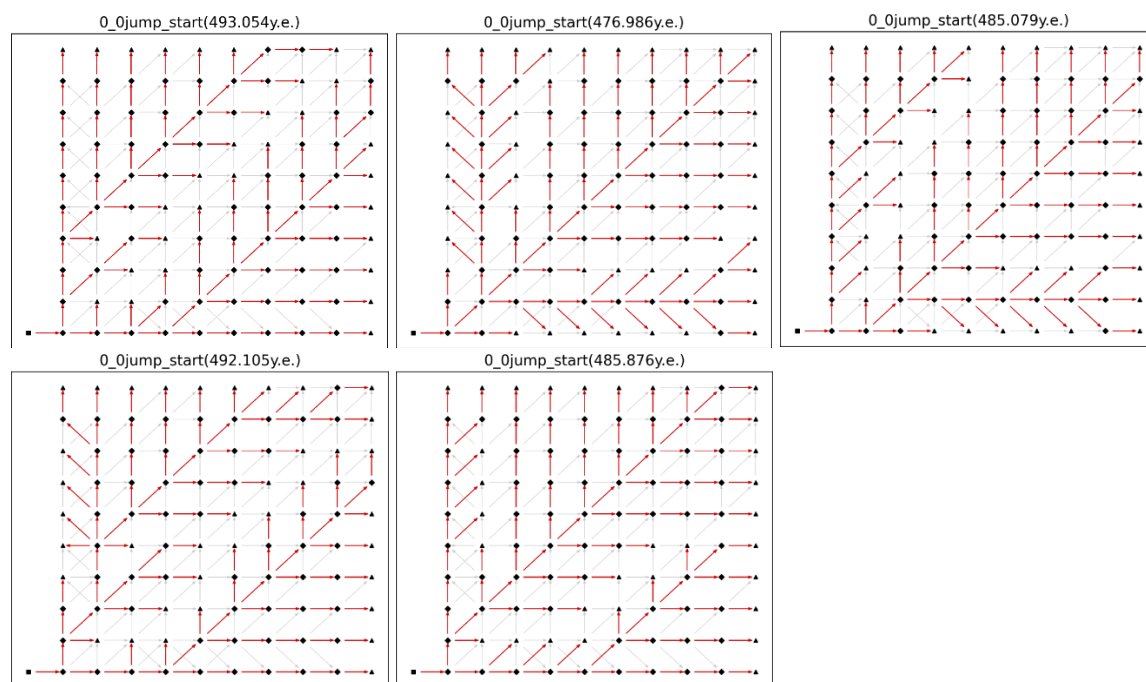 0_0jump_start(493.054y.e.)
0_0jump_start(476.986y.e.)
0_0jump_start(485.079y.e.)
0_0jump_start(492.105y.e.)
0_0jump_start(485.876y.e.)